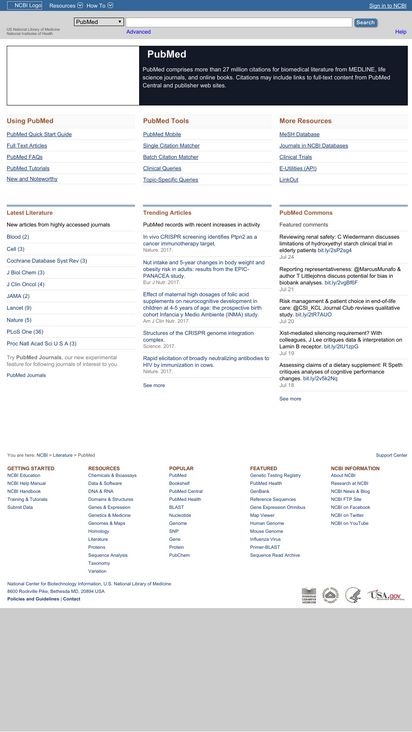 NCBI Logo Resources How To Sign in to NCBI
US National Library of Medicine
National Institutes of Health
PubMed Search
Advanced Help
PubMed
PubMed comprises more than 27 million citations for biomedical literature from MEDLINE, life
science journals, and online books. Citations may include links to full-text content from PubMed
Central and publisher web sites.
Using PubMed
PubMed Quick Start Guide
Full Text Articles
PubMed FAQs
PubMed Tutorials
New and Noteworthy
PubMed Tools
PubMed Mobile
Single Citation Matcher
Batch Citation Matcher
Clinical Queries
Topic-Specific Queries
More Resources
MeSH Database
Journals in NCBI Databases
Clinical Trials
E-Utilities (API)
LinkOut
Latest Literature
New articles from highly accessed journals
Blood (2)
Cell (3)
Cochrane Database Syst Rev (3)
J Biol Chem (3)
J Clin Oncol (4)
JAMA (2)
Lancet (9)
Nature (5)
PLoS One (36)
Proc Natl Acad Sci U S A (3)
Try PubMed Journals, our new experimental
feature for following journals of interest to you.
PubMed Journals
Trending Articles
PubMed records with recent increases in activity
In vivo CRISPR screening identifies Ptpn2 as a
cancer immunotherapy target.
Nature. 2017.
Nut intake and 5-year changes in body weight and
obesity risk in adults: results from the EPIC-
PANACEA study.
Eur J Nutr. 2017.
Effect of maternal high dosages of folic acid
supplements on neurocognitive development in
children at 4-5 years of age: the prospective birth
cohort Infancia y Medio Ambiente (INMA) study.
Am J Clin Nutr. 2017.
Structures of the CRISPR genome integration
complex.
Science. 2017.
Rapid elicitation of broadly neutralizing antibodies to
HIV by immunization in cows.
Nature. 2017.
See more
PubMed Commons
Featured comments
Reviewing renal safety: C Wiedermann discusses
limitations of hydroxyethyl starch clinical trial in
elderly patients bit.ly/2sP2eg4
Jul 24
Reporting representativeness: @MarcusMunafo &
author T Littlejohns discuss potential for bias in
biobank analyses.
Jul 21
Risk management & patient choice in end-of-life
care: @CSI_KCL Journal Club reviews qualitative
study.
Jul 20
Xist-mediated silencing requirement? With
colleagues, J Lee critiques data & interpretation on
Lamin B receptor.
Jul 19
Assessing claims of a dietary supplement: R Speth
critiques analyses of cognitive performance
changes. bit.ly/2v5k2Nq
Jul 18
See more
You are here: NCBI > Literature > PubMed Support Center
GETTING STARTED
NCBI Education
NCBI Help Manual
NCBI Handbook
Training & Tutorials
Submit Data
RESOURCES
Chemicals & Bioassays
Data & Software
DNA & RNA
Domains & Structures
Genes & Expression
Genetics & Medicine
Genomes & Maps
Homology
Literature
Proteins
Sequence Analysis
Taxonomy
Variation
POPULAR
PubMed
Bookshelf
PubMed Central
PubMed Health
BLAST
Nucleotide
Genome
SNP
Gene
Protein
PubChem
FEATURED
Genetic Testing Registry
PubMed Health
GenBank
Reference Sequences
Gene Expression Omnibus
Map Viewer
Human Genome
Mouse Genome
Influenza Virus
Primer-BLAST
Sequence Read Archive
NCBI INFORMATION
About NCBI
Research at NCBI
NCBI News & Blog
NCBI FTP Site
NCBI on Facebook
NCBI on Twitter
NCBI on YouTube
National Center for Biotechnology Information, U.S. National Library of Medicine
8600 Rockville Pike, Bethesda MD, 20894 USA
Policies and Guidelines | Contact
USA.gov